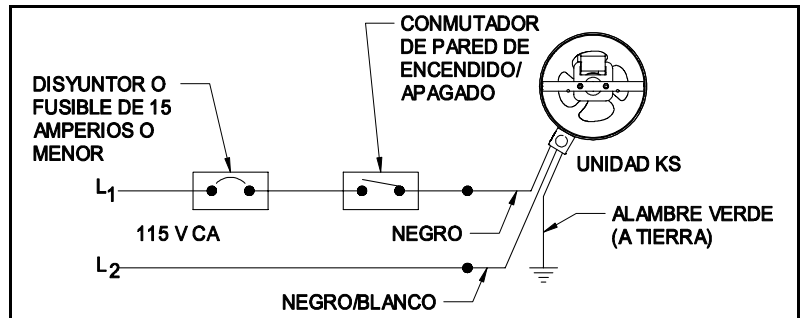 CONMUTADOR
DE PARED DE
ENCENDIDO/
APAGADO
DISYUNTOR O
FUSIBLE DE 15
AMPERIOS O
MENOR
UNIDAD KS
L1
115 V CA
NEGRO
ALAMBRE VERDE
(A TIERRA)
L2
NEGRO/BLANCO